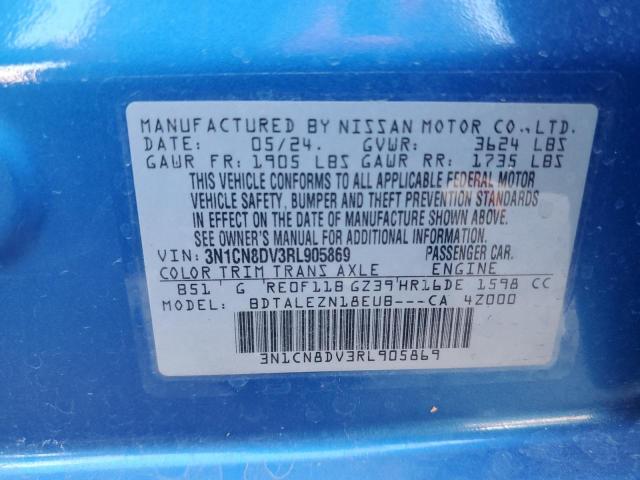 MANUFACTURED BY NISSAN MOTOR CO.,LTD.
DATE: 05/24. GVWR: 3624 LBS
GAWR FR: 1905 LBS GAWR RR: 1735 LBS
THIS VEHICLE CONFORMS TO ALL APPLICABLE FEDERAL MOTOR
VEHICLE SAFETY, BUMPER AND THEFT PREVENTION STANDARDS
IN EFFECT ON THE DATE OF MANUFACTURE SHOWN ABOVE.
SEE OWNER'S MANUAL FOR ADDITIONAL INFORMATION.
VIN: 3N1CN8DV3RL905869 PASSENGER CAR.
COLOR TRIM TRANS AXLE ENGINE
B51 G RE0F11B GZ39 HR16DE 1598 CC
MODEL: BDTALEZN18EUB---CA 4Z000
3N1CN8DV3RL905869